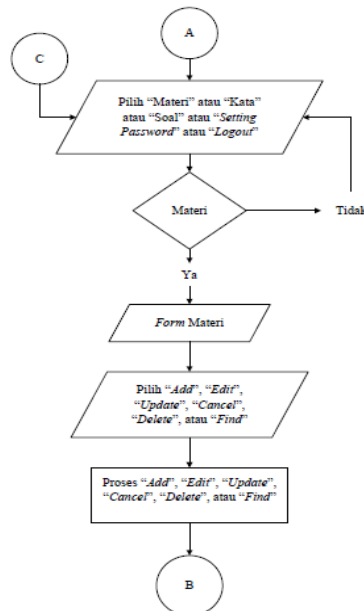 A
C
Pilih “Materi” atau “Kata”
atau “Soal” atau “Setting
Password” atau “Logout”
Materi
Tidak
Ya
Form Materi
Pilih “Add”, “Edit”,
“Update”, “Cancel”,
“Delete”, atau “Find”
Proses “Add”, “Edit”, “Update”,
“Cancel”, “Delete”, atau “Find”
B